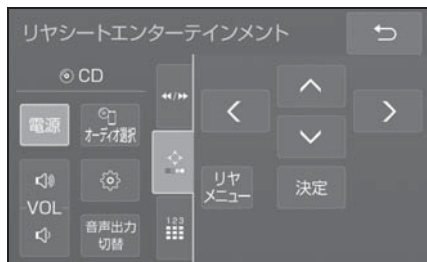 リヤシートエンターテインメント
CD
電源
オーディオ選択
VOL
音声出力
切替
123
リヤ
メニュー
決定